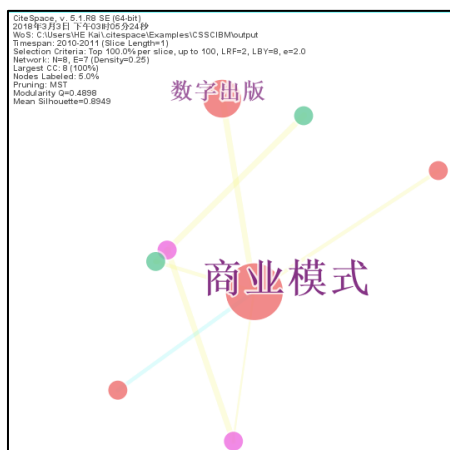 CiteSpace, v. 5.1.R8 SE (64-bit)
2018年3月3日 下午03时05分24秒
WoS: C:\Users\HE Kai\.citespace\Examples\CSSCIBM\output
Timespan: 2010-2011 (Slice Length=1)
Selection Criteria: Top 100.0% per slice, up to 100, LRF=2, LBY=8, e=2.0
Network: N=8, E=7 (Density=0.25)
Largest CC: 8 (100%)
Nodes Labeled: 5.0%
Pruning: MST
Modularity Q=0.4898
Mean Silhouette=0.8949
数字出版
商业模式